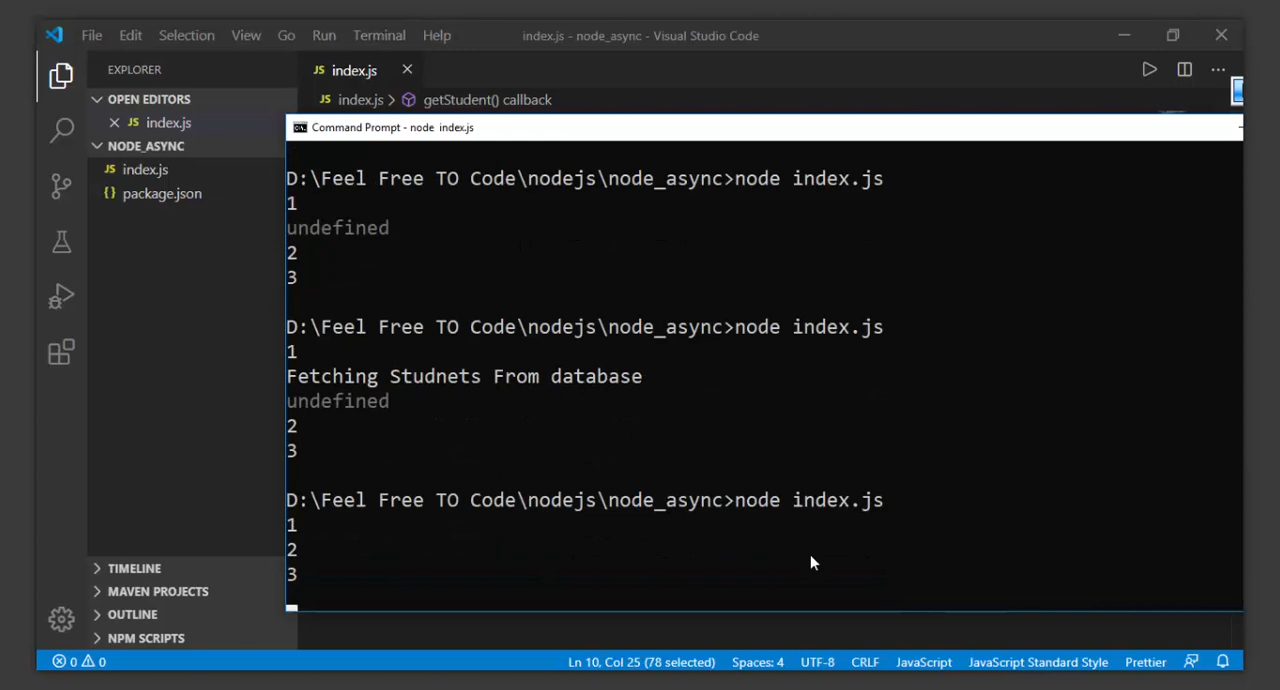 File Edit Selection View Go Run Terminal Help index.js - node_async - Visual Studio Code
EXPLORER
JS index.js
OPEN EDITORS
JS index.js > getStudent() callback
JS index.js
Command Prompt - node index.js
NODE_ASYNC
JS index.js
{} package.json
D:\Feel Free TO Code\nodejs\node_async>node index.js
1
undefined
2
3
D:\Feel Free TO Code\nodejs\node_async>node index.js
1
Fetching Studnets From database
undefined
2
3
D:\Feel Free TO Code\nodejs\node_async>node index.js
1
2
3
TIMELINE
MAVEN PROJECTS
OUTLINE
NPM SCRIPTS
0 0 Ln 10, Col 25 (78 selected) Spaces: 4 UTF-8 CRLF JavaScript JavaScript Standard Style Prettier